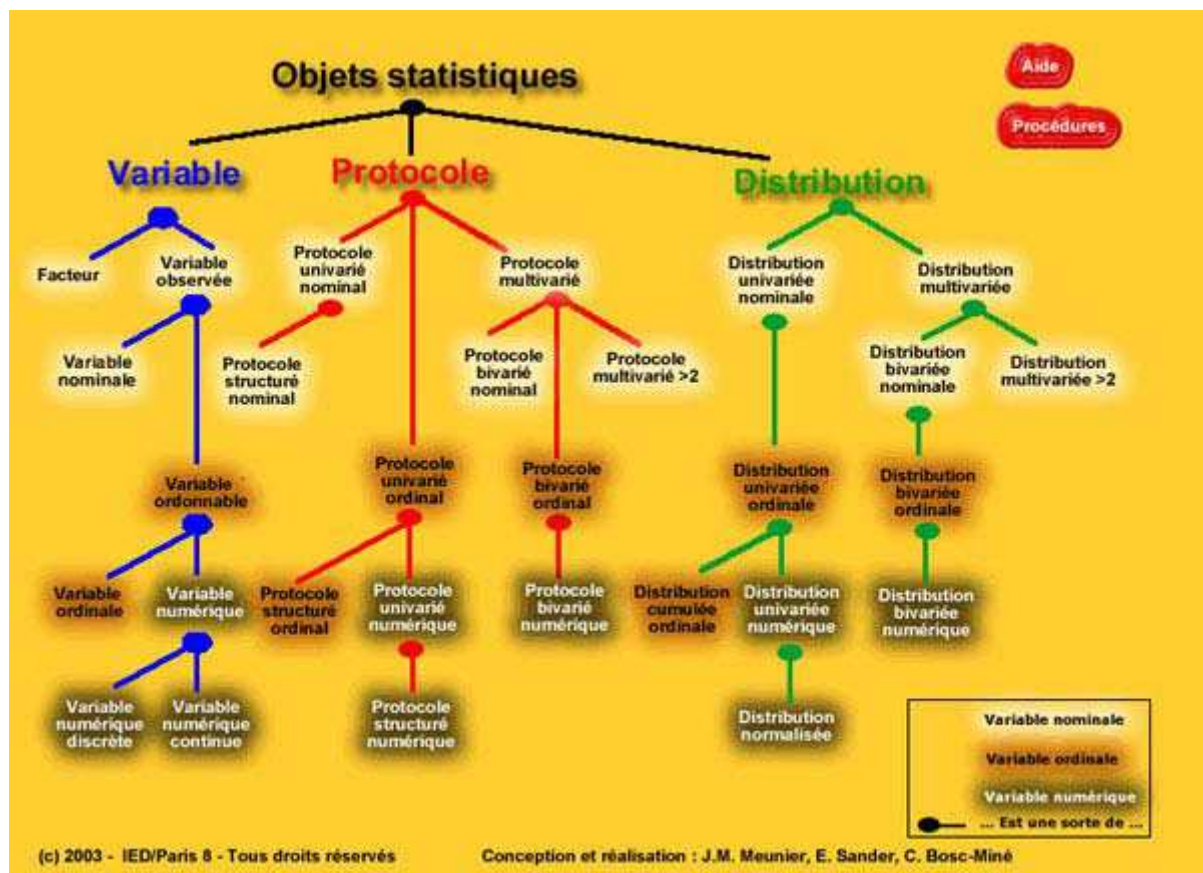 Objets statistiques
Aide
Procédures
Variable
Protocole
Distribution
Facteur
Variable
observée
Protocole
univarié
nominal
Protocole
multivarié
Distribution
univariée
nominale
Distribution
multivariée
Variable
nominale
Protocole
structuré
nominal
Protocole
bivarié
nominal
Protocole
multivarié >2
Distribution
bivariée
nominale
Distribution
multivariée >2
Variable
ordonnable
Protocole
univarié
ordinal
Protocole
bivarié
ordinal
Distribution
univariée
ordinale
Distribution
bivariée
ordinale
Variable
ordinale
Variable
numérique
Protocole
structuré
ordinal
Protocole
univarié
numérique
Protocole
bivarié
numérique
Distribution
cumulée
ordinale
Distribution
univariée
numérique
Distribution
bivariée
numérique
Variable
numérique
discrète
Variable
numérique
continue
Protocole
structuré
numérique
Distribution
normalisée
Variable nominale
Variable ordinale
Variable numérique
... Est une sorte de ...
(c) 2003 - IED/Paris 8 - Tous droits réservés
Conception et réalisation : J.M. Meunier, E. Sander, C. Bosc-Miné